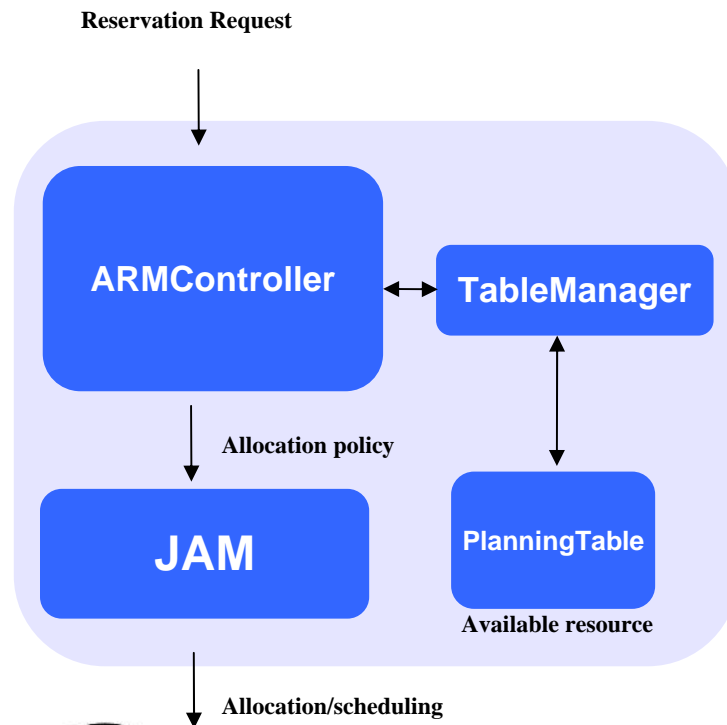 Reservation Request
ARMController
TableManager
Allocation policy
JAM
PlanningTable
Available resource
Allocation/scheduling